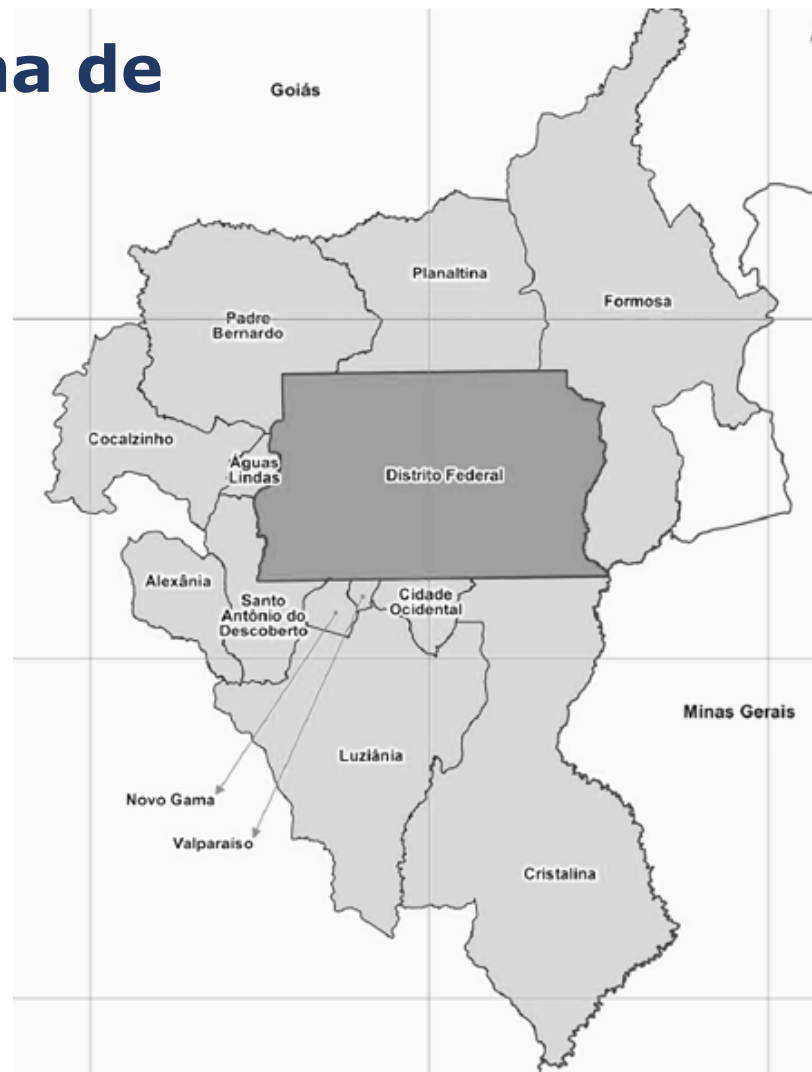 na de
Goiás
Planaltina
Formosa
Padre
Bernardo
Cocalzinho
Águas
Lindas
Distrito Federal
Alexânia
Santo
Antônio do
Descoberto
Cidade
Ocidental
Minas Gerais
Luziânia
Novo Gama
Valparaiso
Cristalina